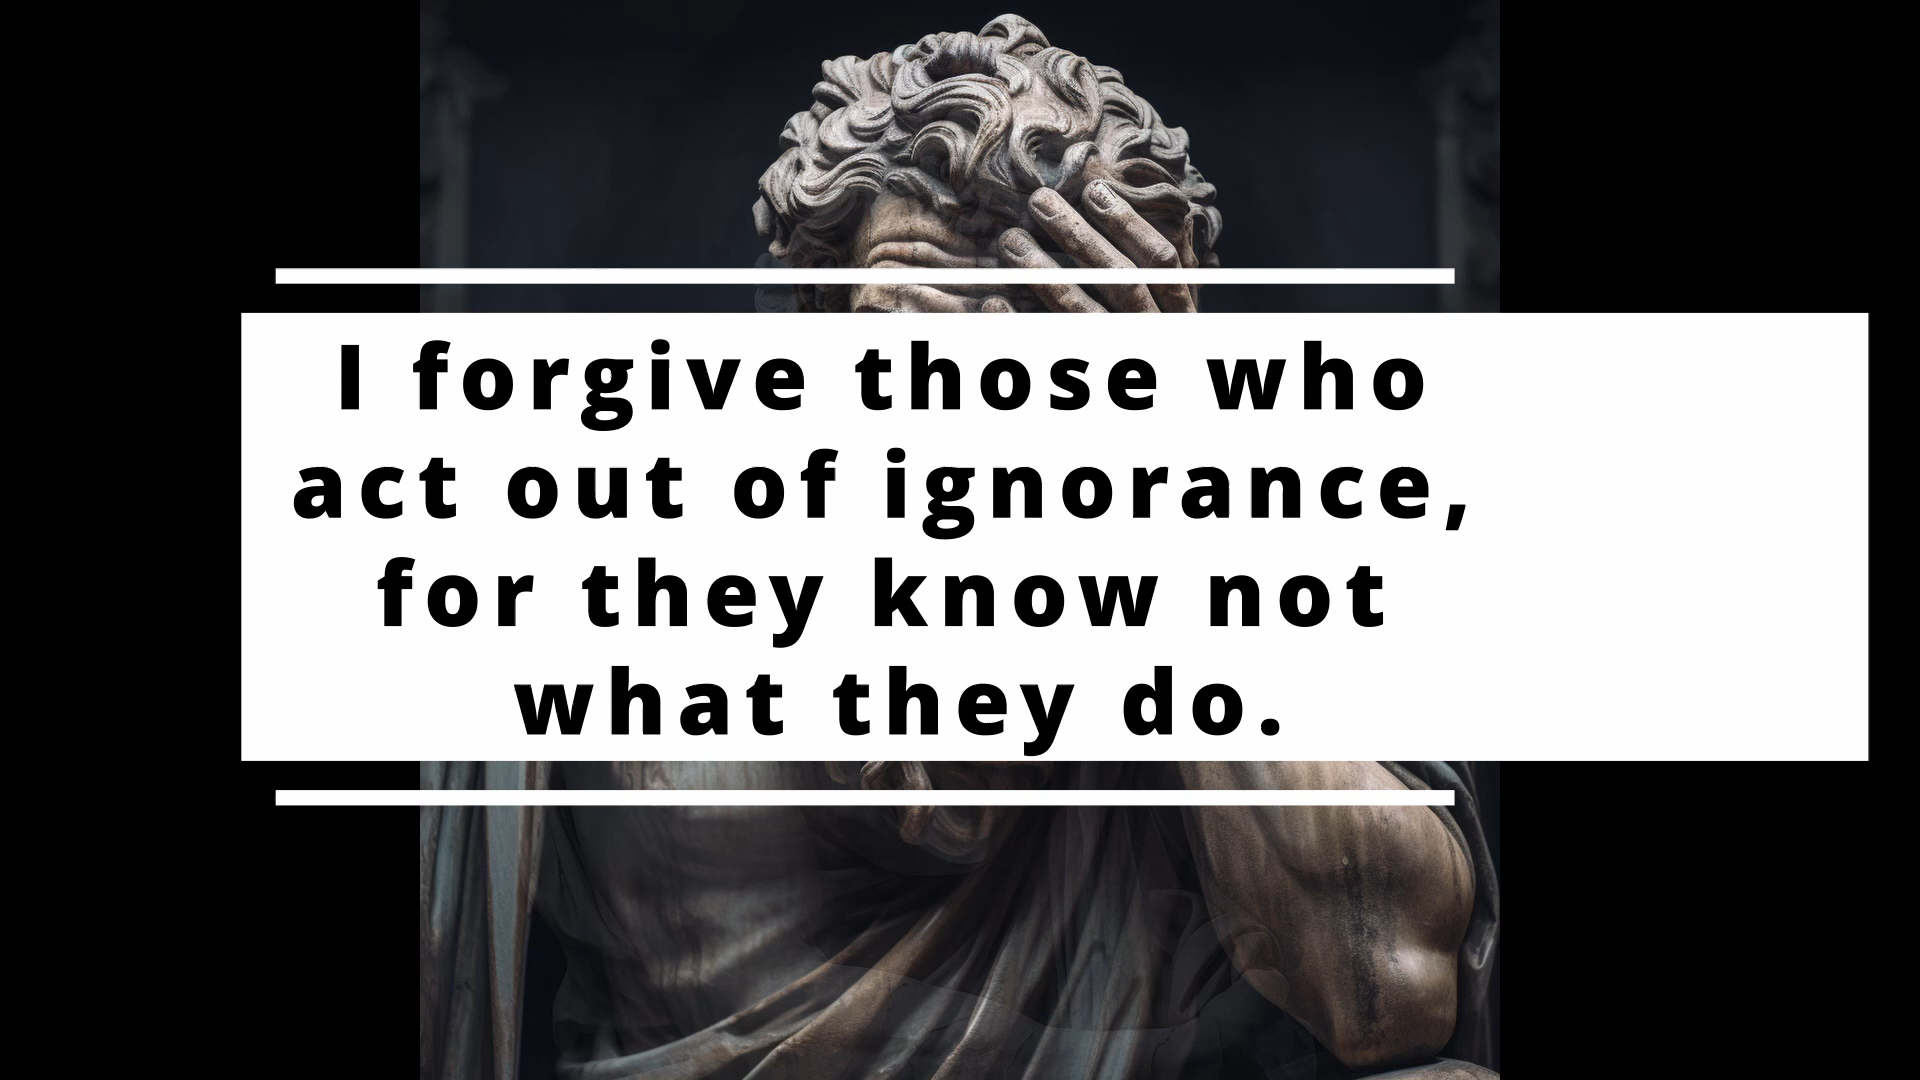 I forgive those who
act out of ignorance,
for they know not
what they do.